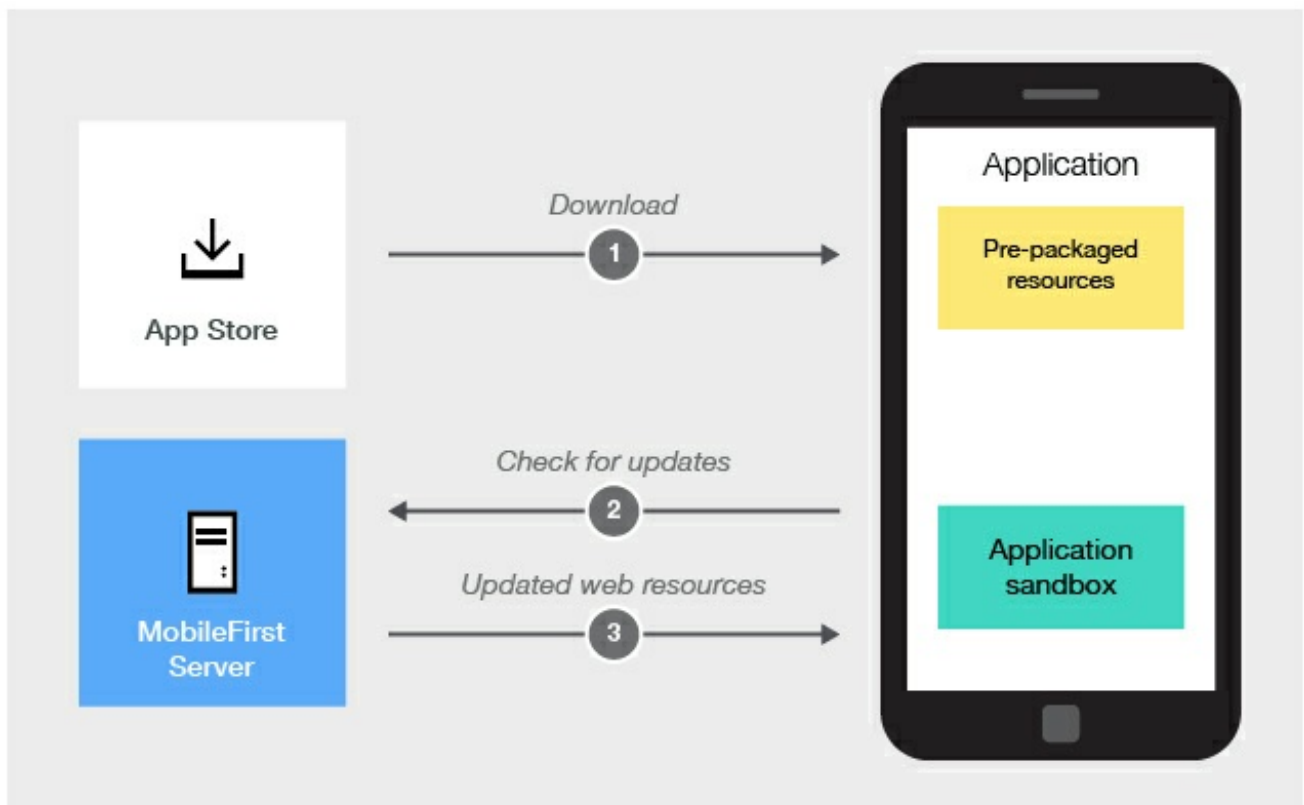 Application
Download
1
Pre-packaged
resources
App Store
Check for updates
2
Updated web resources
3
MobileFirst
Server
Application
sandbox